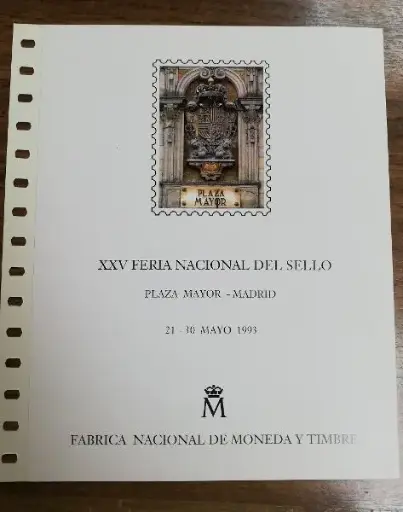 PLAZA
MAYOR
XXV FERIA NACIONAL DEL SELLO
PLAZA MAYOR - MADRID
21 - 30 MAYO 1993
M
FABRICA NACIONAL DE MONEDA Y TIMBRE